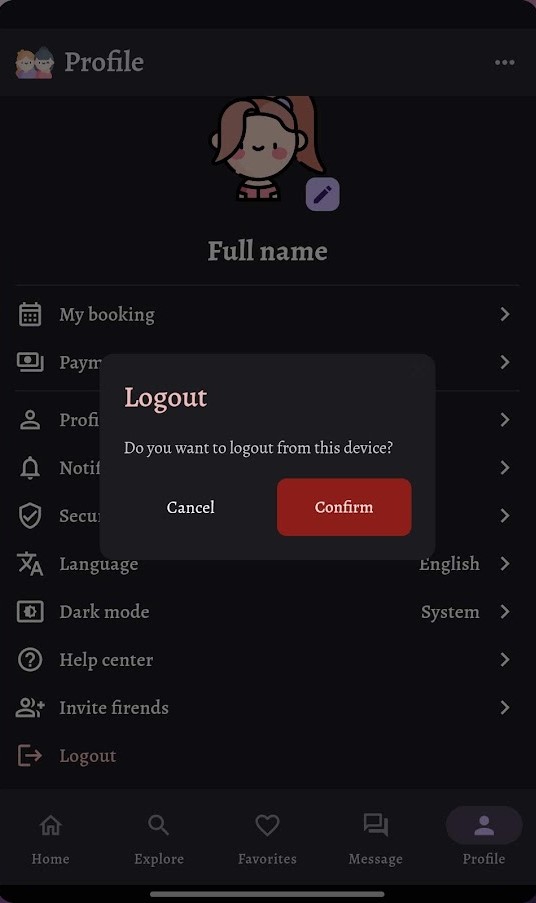 Profile
Full name
My booking
Paym
Profi
Logout
Do you want to logout from this device?
Cancel
Confirm
Notif
Secu
Language
English
Dark mode
System
Help center
Invite firends
Logout
Home
Explore
Favorites
Message
Profile